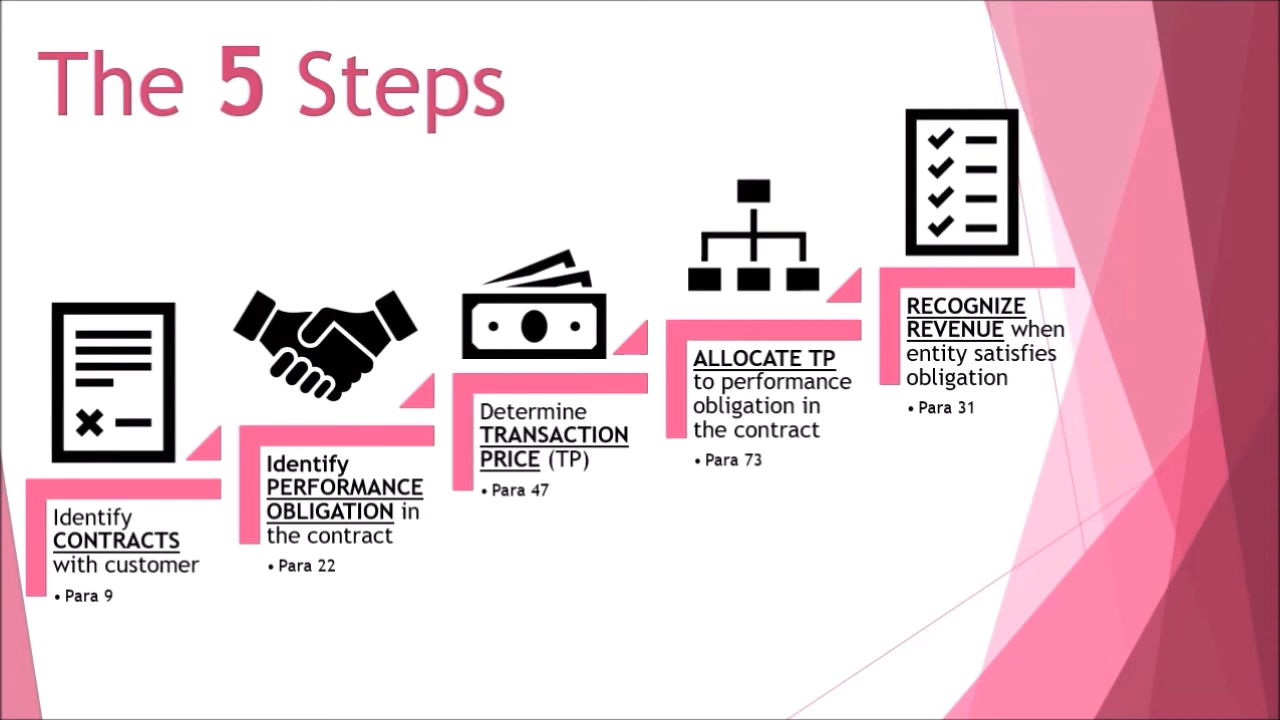 The 5 Steps
Identify
CONTRACTS
with customer
• Para 9
Identify
PERFORMANCE
OBLIGATION in
the contract
• Para 22
Determine
TRANSACTION
PRICE (TP)
• Para 47
ALLOCATE TP
to performance
obligation in
the contract
• Para 73
RECOGNIZE
REVENUE when
entity satisfies
obligation
• Para 31